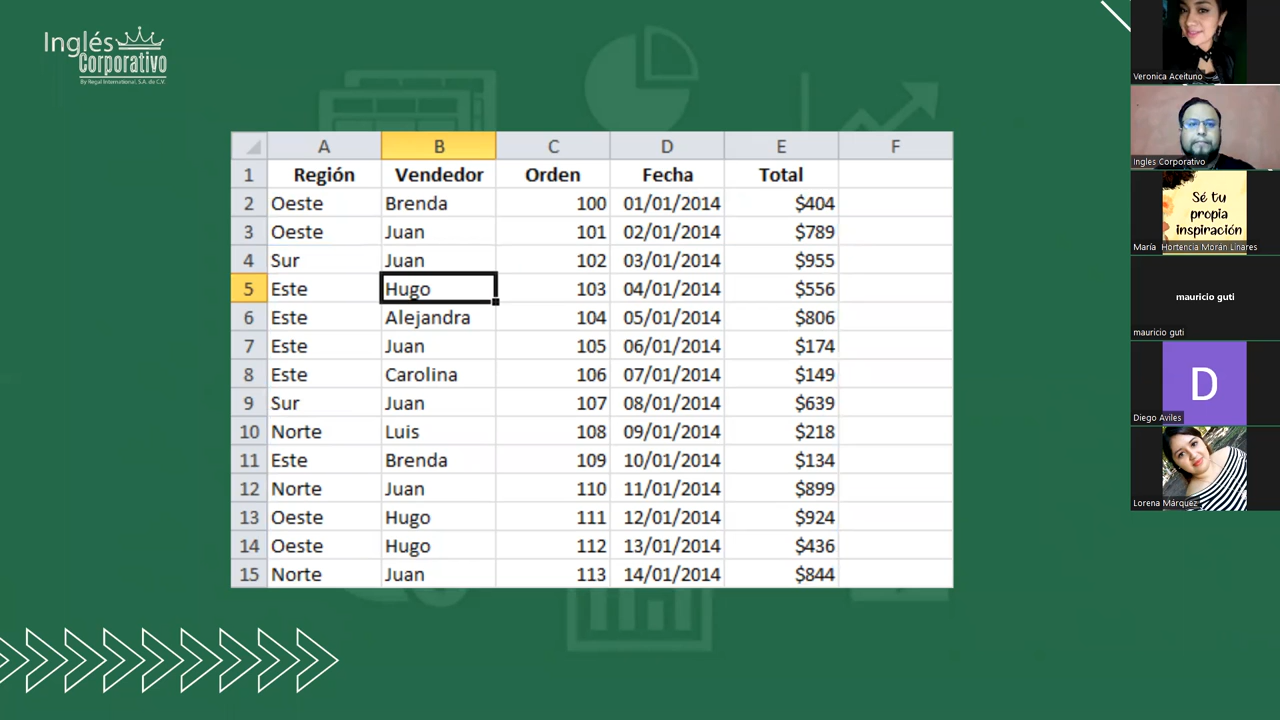 Inglés
Corporativo
By Regal International, S.A. de C.V.
A B C D E F
1 Región Vendedor Orden Fecha Total
2 Oeste Brenda 100 01/01/2014 $404
3 Oeste Juan 101 02/01/2014 $789
4 Sur Juan 102 03/01/2014 $955
5 Este Hugo 103 04/01/2014 $556
6 Este Alejandra 104 05/01/2014 $806
7 Este Juan 105 06/01/2014 $174
8 Este Carolina 106 07/01/2014 $149
9 Sur Juan 107 08/01/2014 $639
10 Norte Luis 108 09/01/2014 $218
11 Este Brenda 109 10/01/2014 $134
12 Norte Juan 110 11/01/2014 $899
13 Oeste Hugo 111 12/01/2014 $924
14 Oeste Hugo 112 13/01/2014 $436
15 Norte Juan 113 14/01/2014 $844
Veronica Aceituno
Ingles Corporativo
Sé tu
propia
inspiración
María Hortencia Morán Linares
mauricio guti
mauricio guti
D
Diego Aviles
Lorena Márquez